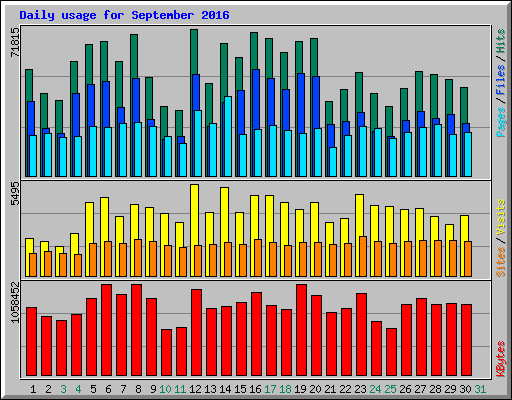 Daily usage for September 2016
71815
Pages / Files / Hits
5495
Sites / Visits
1058452
KBytes
1 2 3 4 5 6 7 8 9 10 11 12 13 14 15 16 17 18 19 20 21 22 23 24 25 26 27 28 29 30 31